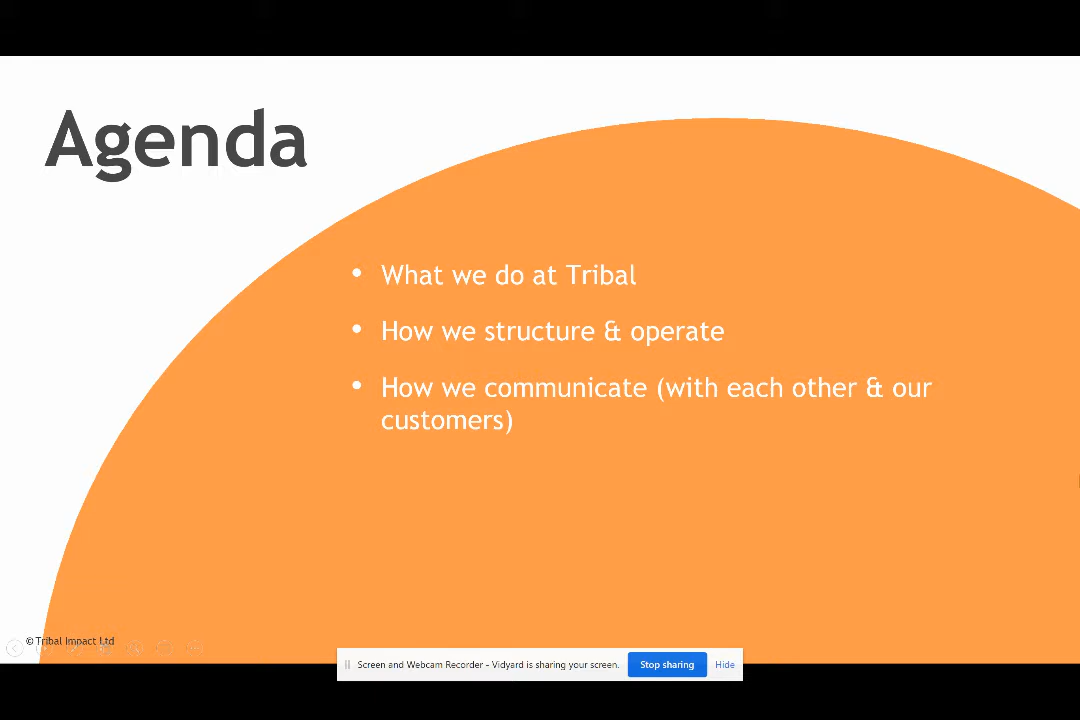 Agenda
• What we do at Tribal
• How we structure & operate
• How we communicate (with each other & our
customers)
© Tribal Impact Ltd
Screen and Webcam Recorder - Vidyard is sharing your screen. Stop sharing Hide